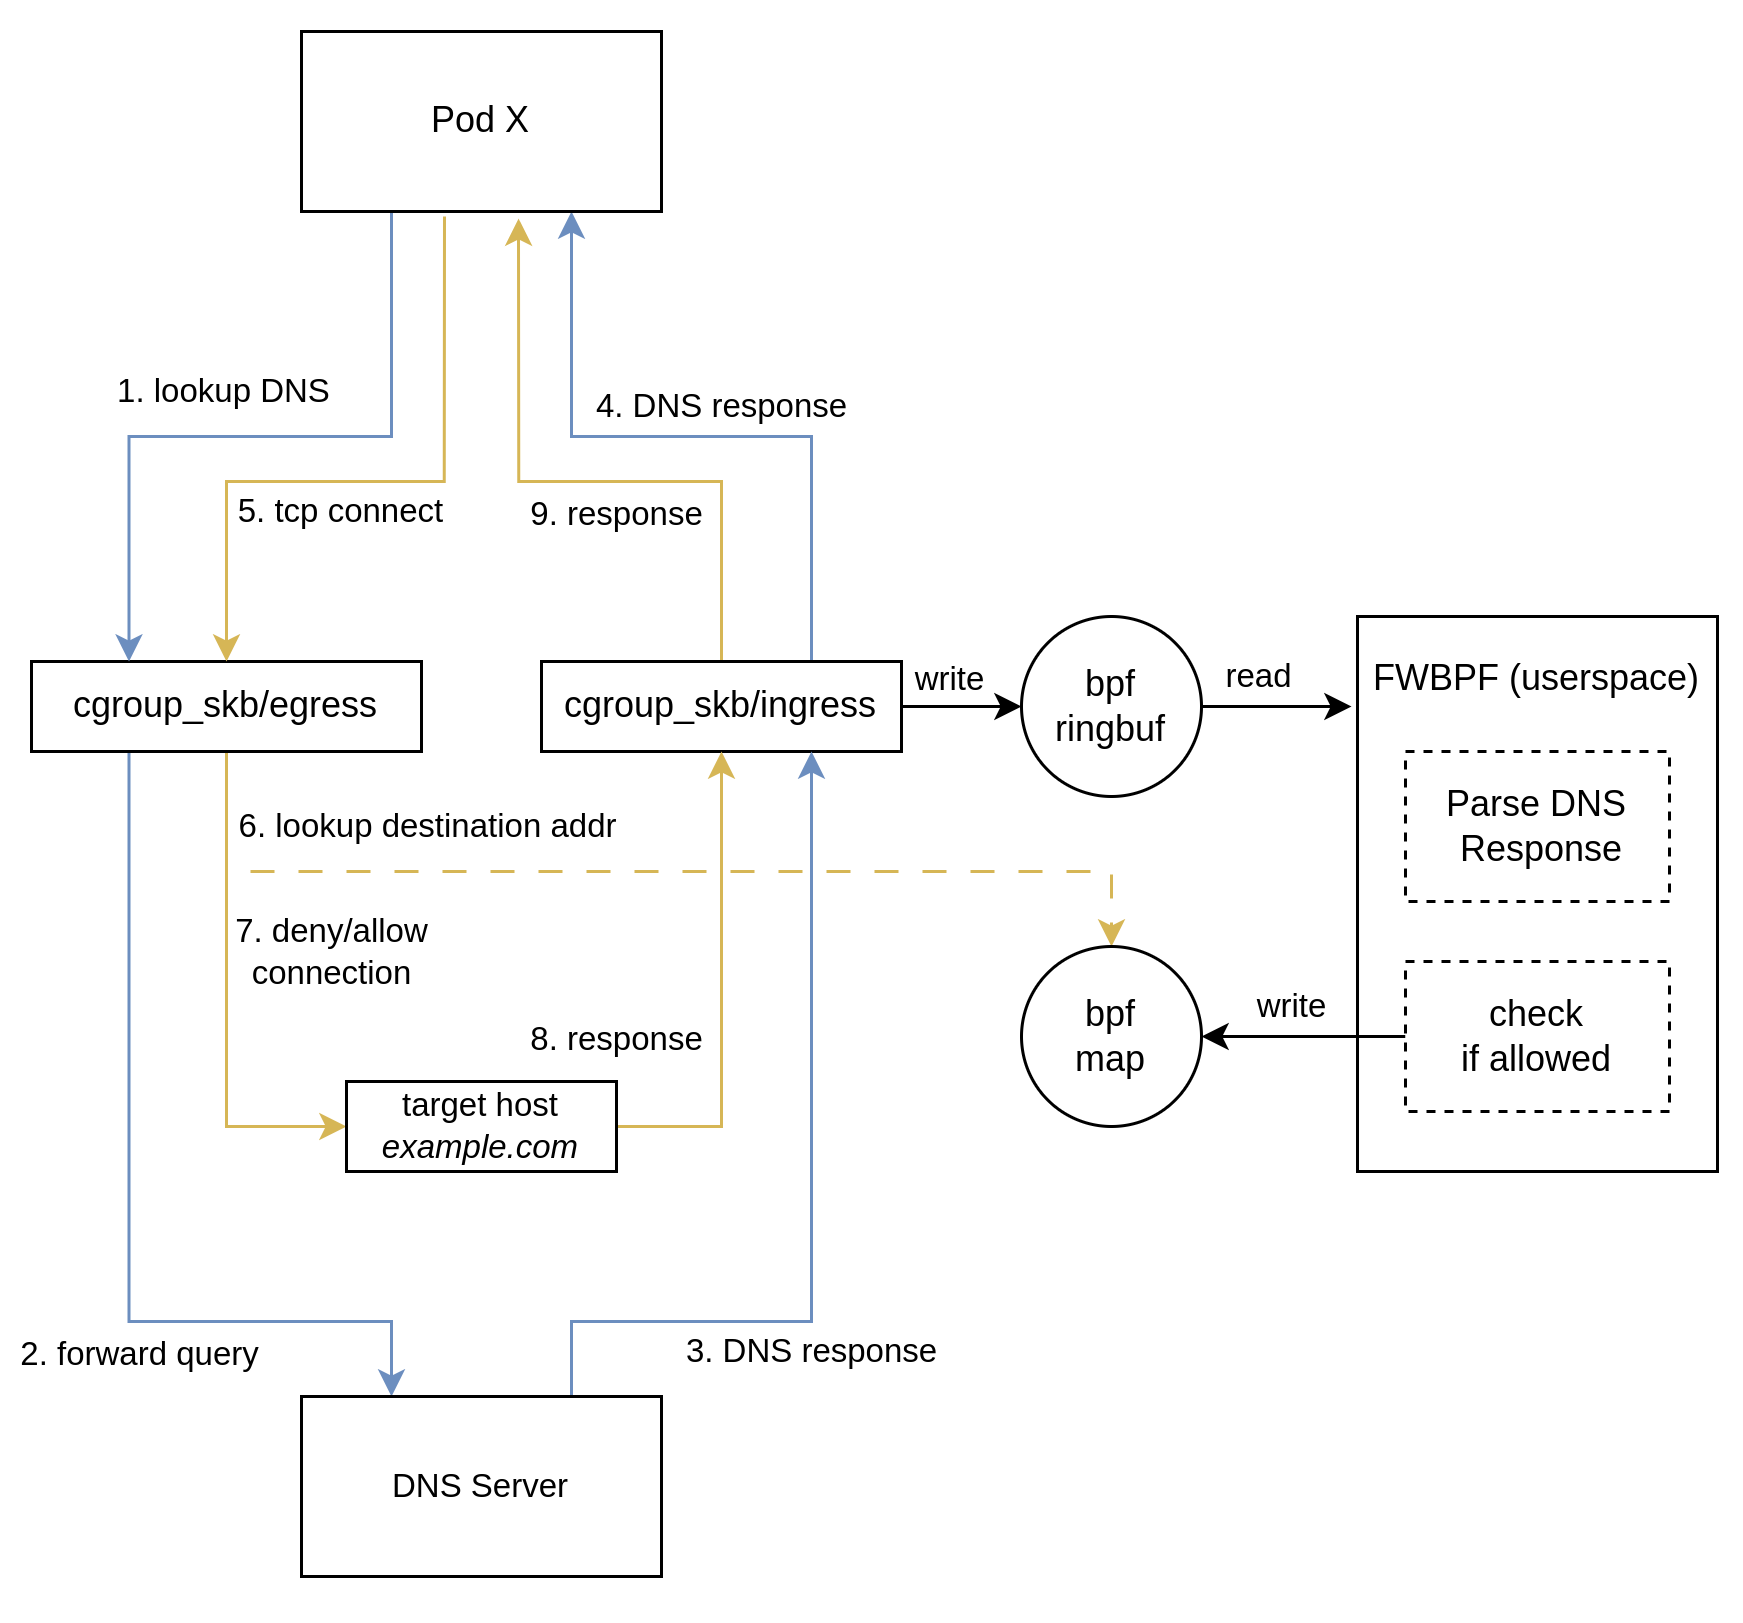 Pod X
1. lookup DNS
4. DNS response
5. tcp connect
9. response
cgroup_skb/egress
cgroup_skb/ingress
write
bpf
ringbuf
read
FWBPF (userspace)
Parse DNS
Response
6. lookup destination addr
7. deny/allow
connection
8. response
bpf
map
write
check
if allowed
target host
example.com
2. forward query
3. DNS response
DNS Server